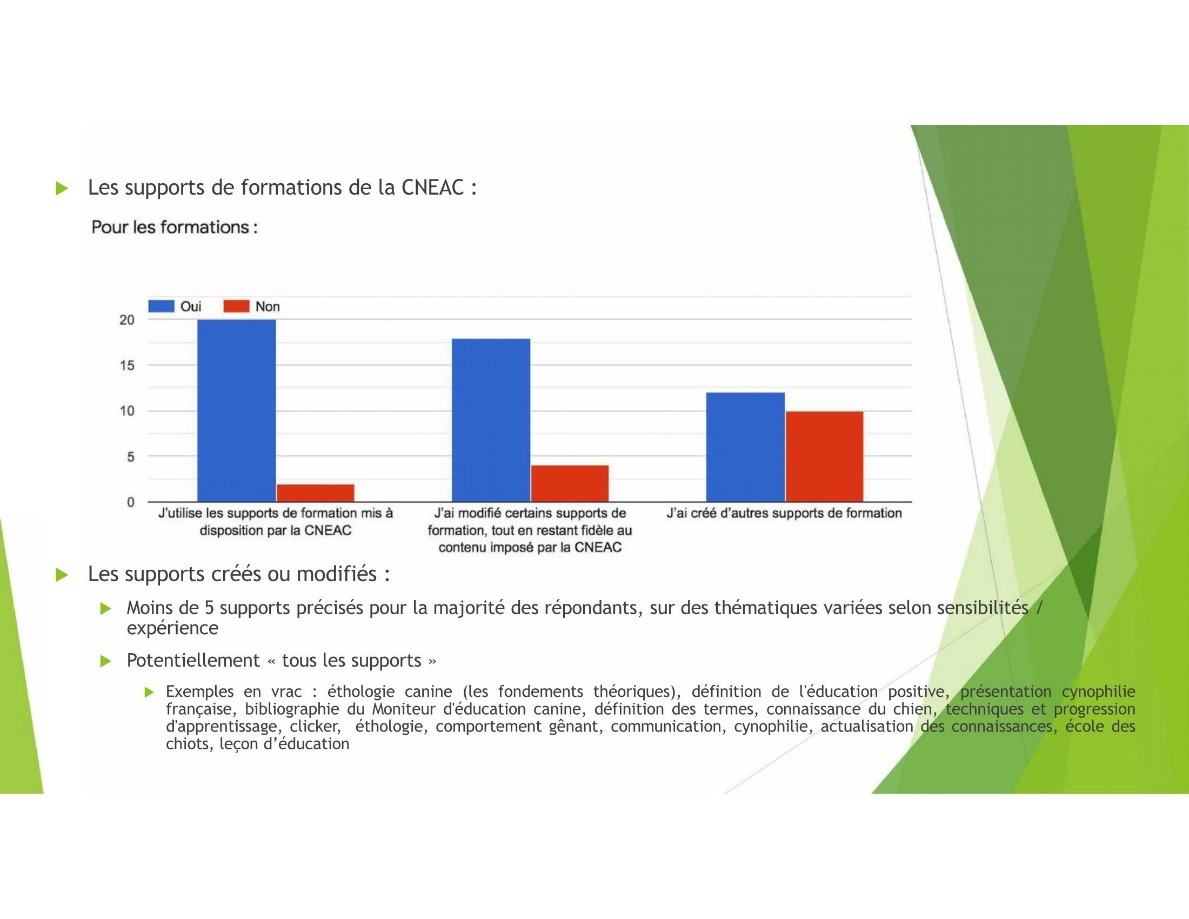 Les supports de formations de la CNEAC :
Pour les formations :
Oui Non
20
15
10
5
0
J'utilise les supports de formation mis à
disposition par la CNEAC
J'ai modifié certains supports de
formation, tout en restant fidèle au
contenu imposé par la CNEAC
J'ai créé d'autres supports de formation
Les supports créés ou modifiés :
Moins de 5 supports précisés pour la majorité des répondants, sur des thématiques variées selon sensibilités /
expérience
Potentiellement « tous les supports »
Exemples en vrac : éthologie canine (les fondements théoriques), définition de l'éducation positive, présentation cynophilie
française, bibliographie du Moniteur d'éducation canine, définition des termes, connaissance du chien, techniques et progression
d'apprentissage, clicker, éthologie, comportement gênant, communication, cynophilie, actualisation des connaissances, école des
chiots, leçon d’éducation